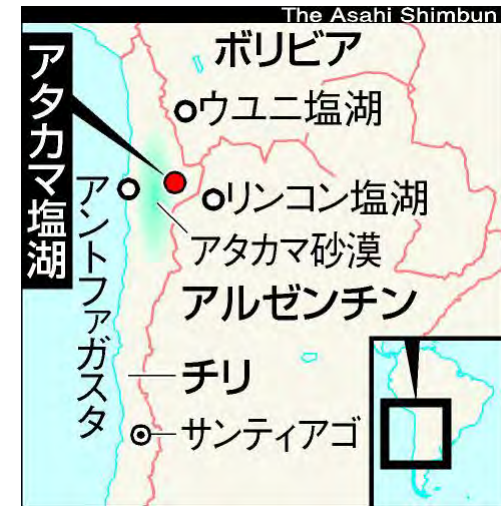 The Asahi Shimbun
ボリビア
アタカマ塩湖
ウユニ塩湖
リンコン塩湖
アントファガスタ
アタカマ砂漠
アルゼンチン
チリ
サンティアゴ